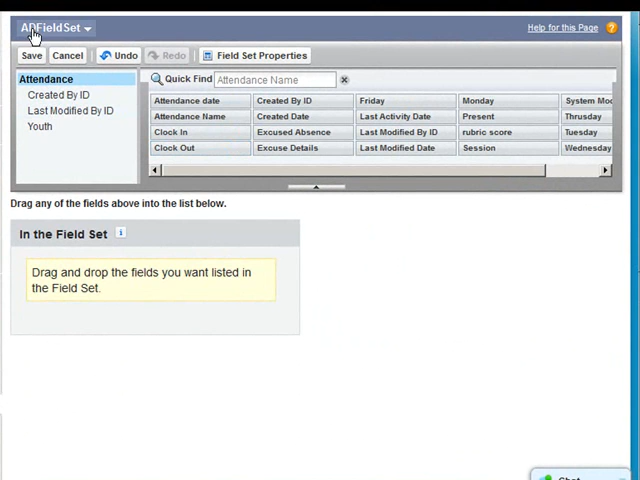 ADFieldSet
Help for this Page
Save Cancel Undo Redo Field Set Properties
Attendance
Created By ID
Last Modified By ID
Youth
Quick Find Attendance Name
Attendance date Created By ID Friday Monday System Mod
Attendance Name Created Date Last Activity Date Present Thrusday
Clock In Excused Absence Last Modified By ID rubric score Tuesday
Clock Out Excuse Details Last Modified Date Session Wednesday
Drag any of the fields above into the list below.
In the Field Set
Drag and drop the fields you want listed in
the Field Set.